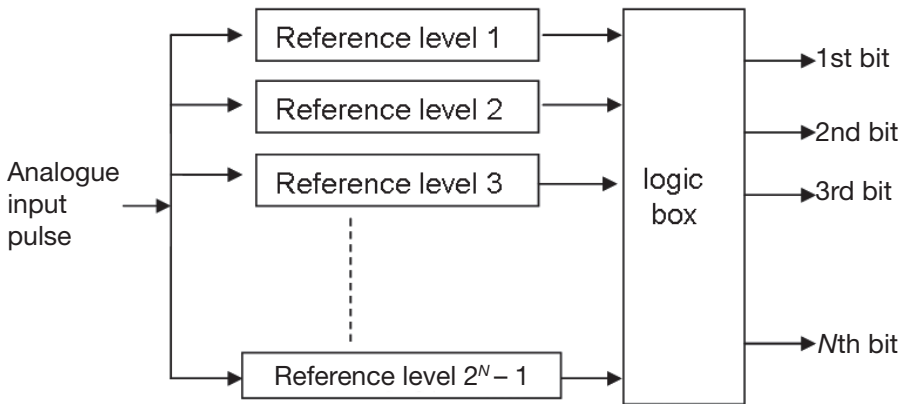 Analogue
input
pulse
Reference level 1
Reference level 2
Reference level 3
Reference level 2ᴺ – 1
logic
box
1st bit
2nd bit
3rd bit
Nth bit